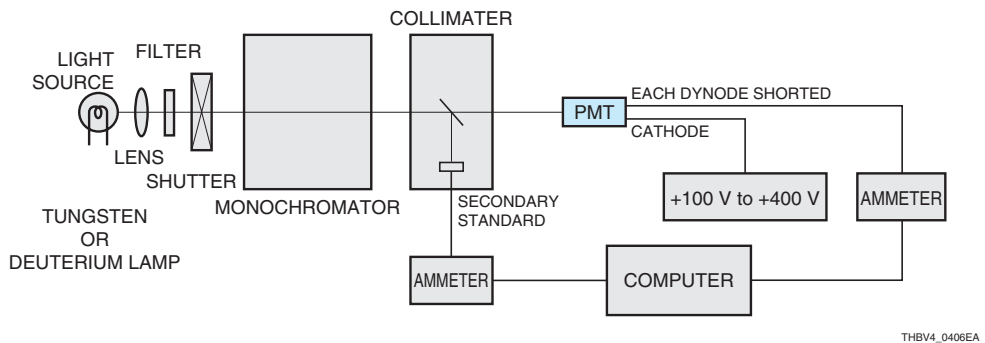 COLLIMATER
LIGHT
SOURCE
FILTER
LENS
SHUTTER
MONOCHROMATOR
PMT
EACH DYNODE SHORTED
CATHODE
+100 V to +400 V
AMMETER
SECONDARY
STANDARD
TUNGSTEN
OR
DEUTERIUM LAMP
AMMETER
COMPUTER
THBV4_0406EA